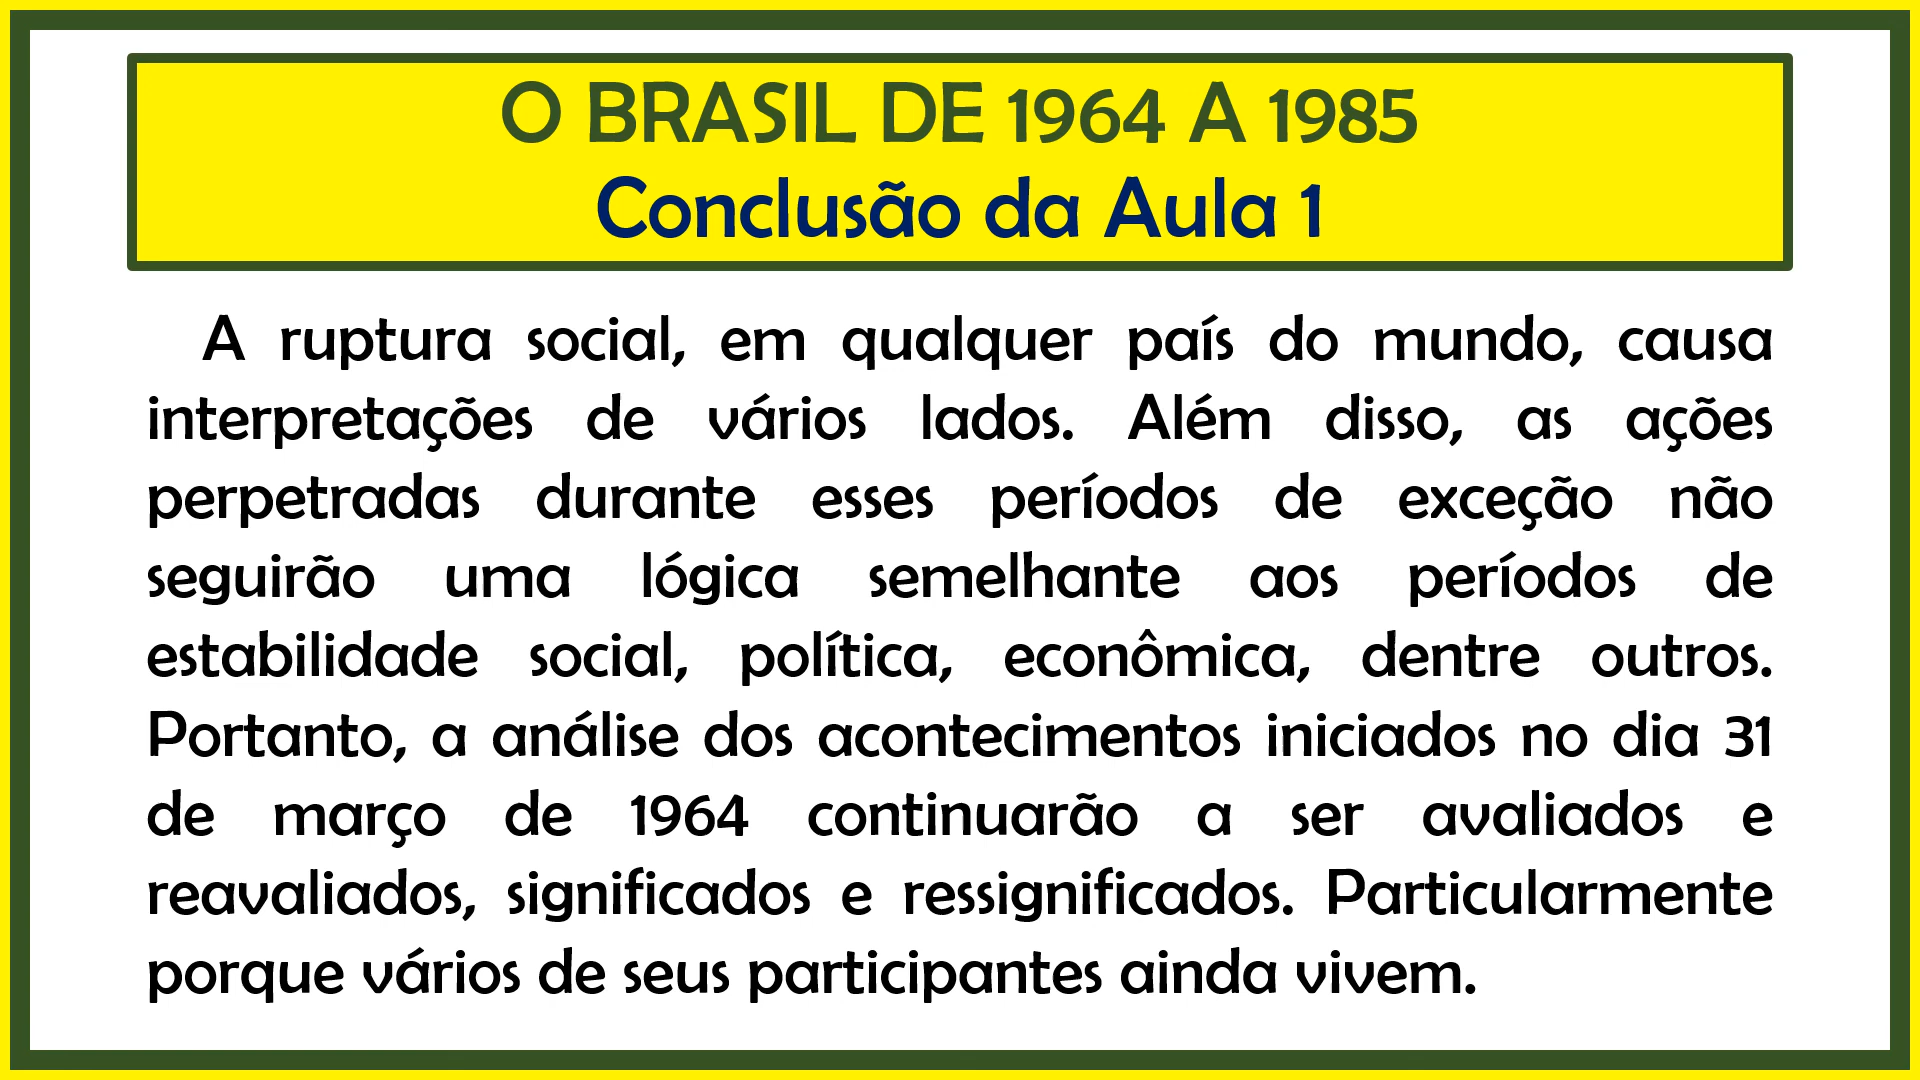 O BRASIL DE 1964 A 1985
Conclusão da Aula 1
A ruptura social, em qualquer país do mundo, causa
interpretações de vários lados. Além disso, as ações
perpetradas durante esses períodos de exceção não
seguirão uma lógica semelhante aos períodos de
estabilidade social, política, econômica, dentre outros.
Portanto, a análise dos acontecimentos iniciados no dia 31
de março de 1964 continuarão a ser avaliados e
reavaliados, significados e ressignificados. Particularmente
porque vários de seus participantes ainda vivem.